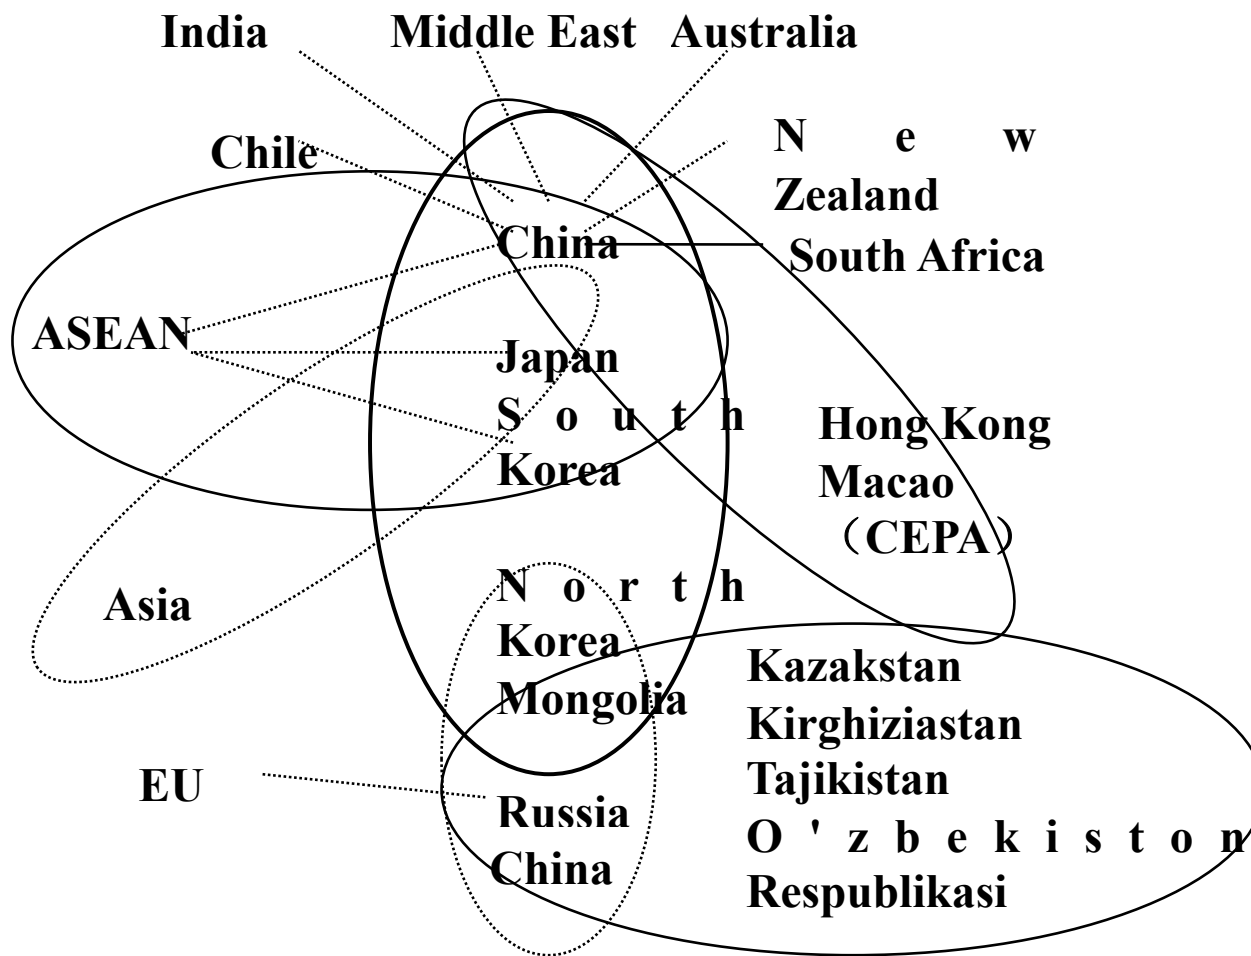 India
Middle East
Australia
Chile
N e w
Zealand
China
South Africa
ASEAN
Japan
S o u t h
Korea
Hong Kong
Macao
（CEPA）
Asia
N o r t h
Korea
Mongolia
Kazakstan
Kirghiziastan
Tajikistan
O ' z b e k i s t o n
Respublikasi
EU
Russia
China